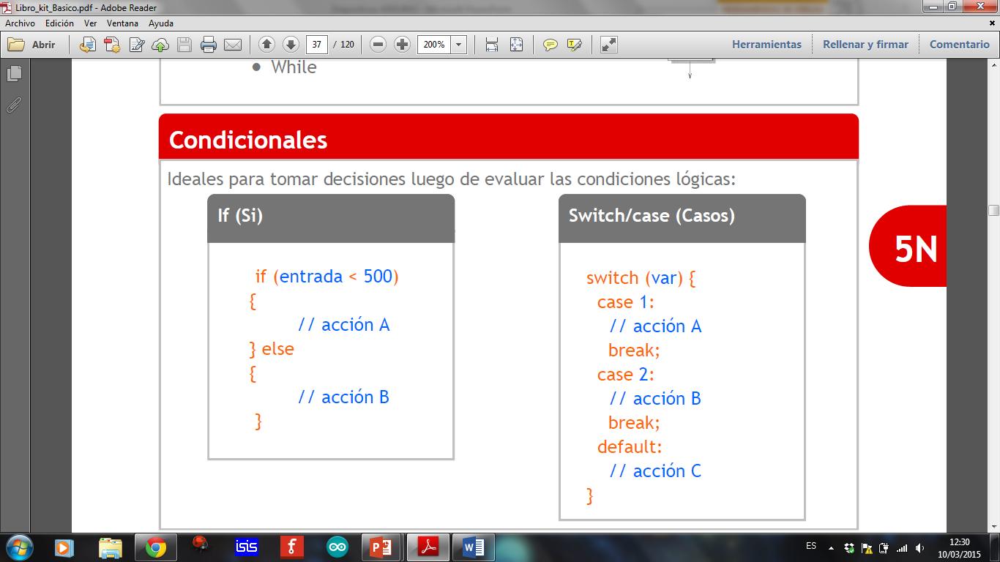 Libro_kit_Basico.pdf - Adobe Reader
Archivo Edición Ver Ventana Ayuda
Abrir 37 / 120 200% Herramientas Rellenar y firmar Comentario
● While
Condicionales
Ideales para tomar decisiones luego de evaluar las condiciones lógicas:
If (Si)
if (entrada < 500)
{
// acción A
} else
{
// acción B
}
Switch/case (Casos)
switch (var) {
case 1:
// acción A
break;
case 2:
// acción B
break;
default:
// acción C
}
5N
isis
ES
12:30
10/03/2015